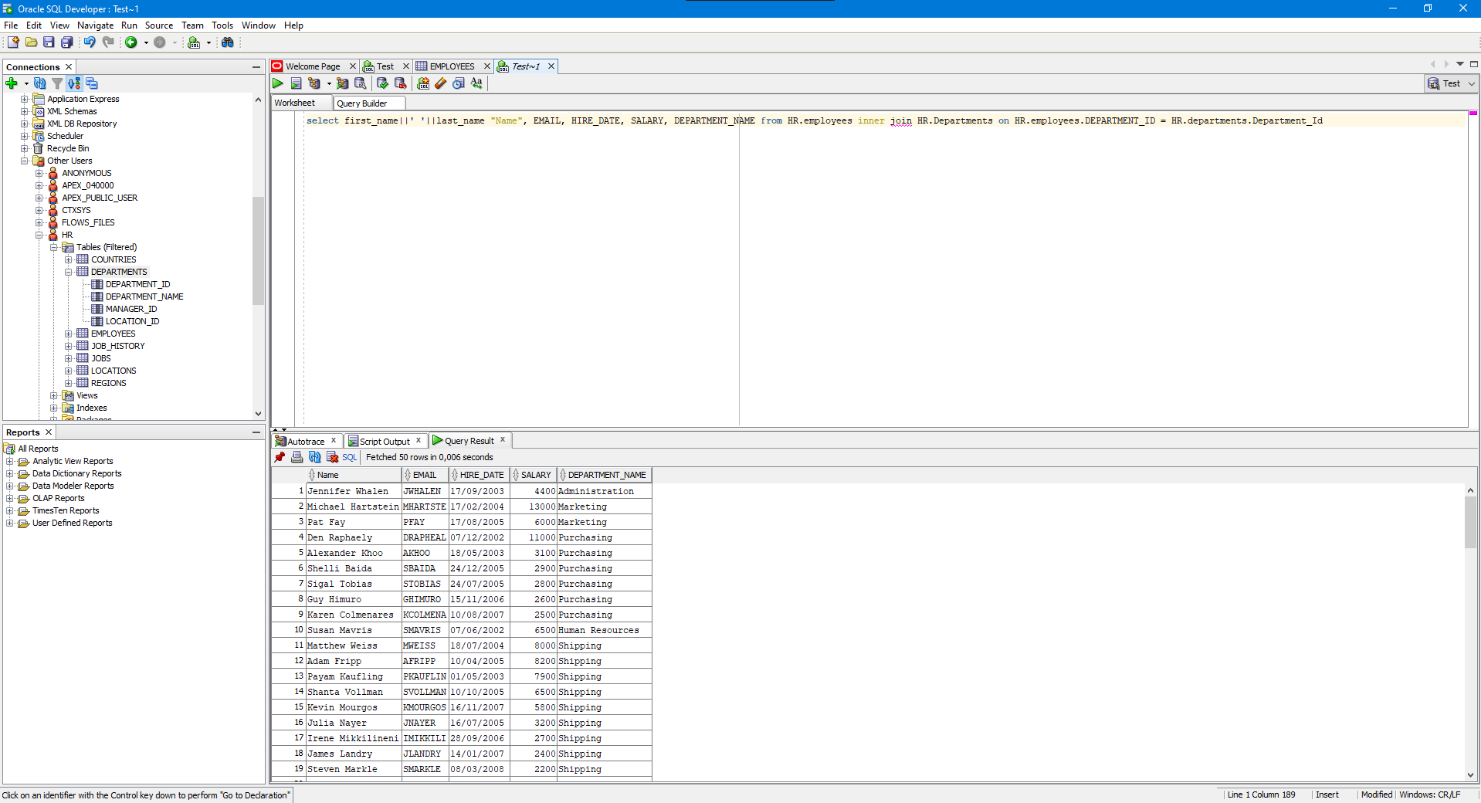 Oracle SQL Developer : Test~1
File Edit View Navigate Run Source Team Tools Window Help
Connections
Application Express
XML Schemas
XML DB Repository
Scheduler
Recycle Bin
Other Users
ANONYMOUS
APEX_040000
APEX_PUBLIC_USER
CTXSYS
FLOWS_FILES
HR
Tables (Filtered)
COUNTRIES
DEPARTMENTS
DEPARTMENT_ID
DEPARTMENT_NAME
MANAGER_ID
LOCATION_ID
EMPLOYEES
JOB_HISTORY
JOBS
LOCATIONS
REGIONS
Views
Indexes
Packages
Reports
All Reports
Analytic View Reports
Data Dictionary Reports
Data Modeler Reports
OLAP Reports
TimesTen Reports
User Defined Reports
Welcome Page Test EMPLOYEES Test~1
Test
Worksheet Query Builder
select first_name||' '||last_name "Name", EMAIL, HIRE_DATE, SALARY, DEPARTMENT_NAME from HR.employees inner join HR.Departments on HR.employees.DEPARTMENT_ID = HR.departments.Department_Id
Autotrace Script Output Query Result
SQL Fetched 50 rows in 0,006 seconds
Name EMAIL HIRE_DATE SALARY DEPARTMENT_NAME
1 Jennifer Whalen JWHALEN 17/09/2003 4400 Administration
2 Michael Hartstein MHARTSTE 17/02/2004 13000 Marketing
3 Pat Fay PFAY 17/08/2005 6000 Marketing
4 Den Raphaely DRAPHEAL 07/12/2002 11000 Purchasing
5 Alexander Khoo AKHOO 18/05/2003 3100 Purchasing
6 Shelli Baida SBAIDA 24/12/2005 2900 Purchasing
7 Sigal Tobias STOBIAS 24/07/2005 2800 Purchasing
8 Guy Himuro GHIMURO 15/11/2006 2600 Purchasing
9 Karen Colmenares KCOLMENA 10/08/2007 2500 Purchasing
10 Susan Mavris SMAVRIS 07/06/2002 6500 Human Resources
11 Matthew Weiss MWEISS 18/07/2004 8000 Shipping
12 Adam Fripp AFRIPP 10/04/2005 8200 Shipping
13 Payam Kaufling PKAUFLIN 01/05/2003 7900 Shipping
14 Shanta Vollman SVOLLMAN 10/10/2005 6500 Shipping
15 Kevin Mourgos KMOURGOS 16/11/2007 5800 Shipping
16 Julia Nayer JNAYER 16/07/2005 3200 Shipping
17 Irene Mikkilineni IMIKKILI 28/09/2006 2700 Shipping
18 James Landry JLANDRY 14/01/2007 2400 Shipping
19 Steven Markle SMARKLE 08/03/2008 2200 Shipping
Click on an identifier with the Control key down to perform "Go to Declaration" Line 1 Column 189 Insert Modified Windows: CR/LF